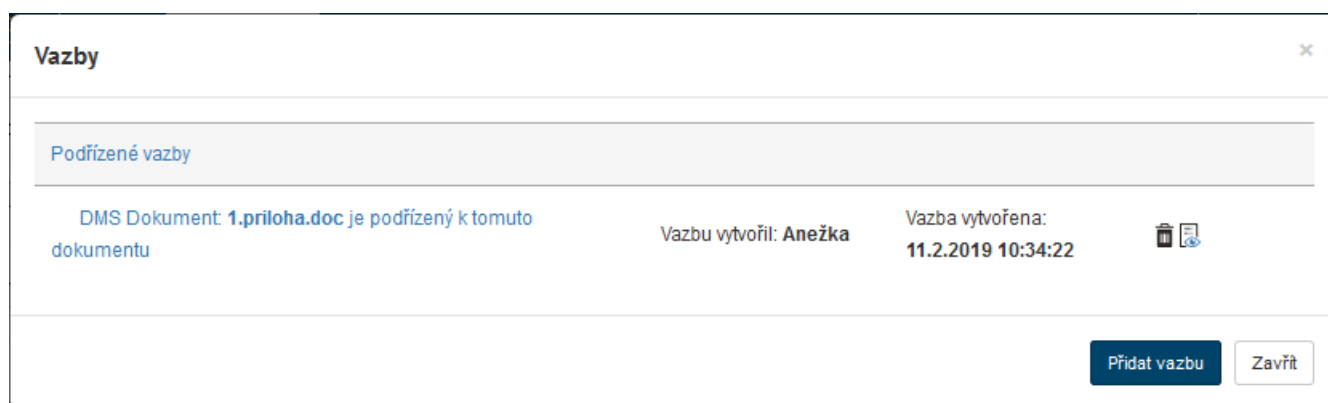 Vazby
×
Podřízené vazby
DMS Dokument: 1.priloha.doc je podřízený k tomuto
dokumentu
Vazbu vytvořil: Anežka
Vazba vytvořena:
11.2.2019 10:34:22
Přidat vazbu
Zavřít